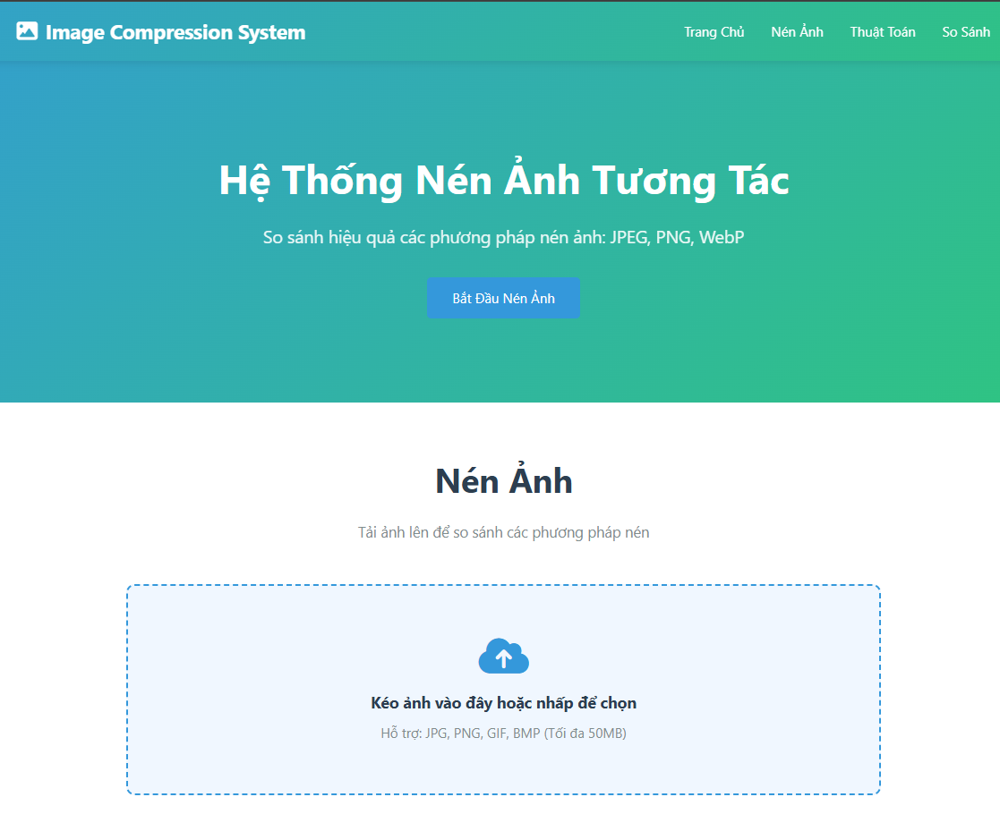 Image Compression System
Trang Chủ
Nén Ảnh
Thuật Toán
So Sánh
Hệ Thống Nén Ảnh Tương Tác
So sánh hiệu quả các phương pháp nén ảnh: JPEG, PNG, WebP
Bắt Đầu Nén Ảnh
Nén Ảnh
Tải ảnh lên để so sánh các phương pháp nén
Kéo ảnh vào đây hoặc nhấp để chọn
Hỗ trợ: JPG, PNG, GIF, BMP (Tối đa 50MB)